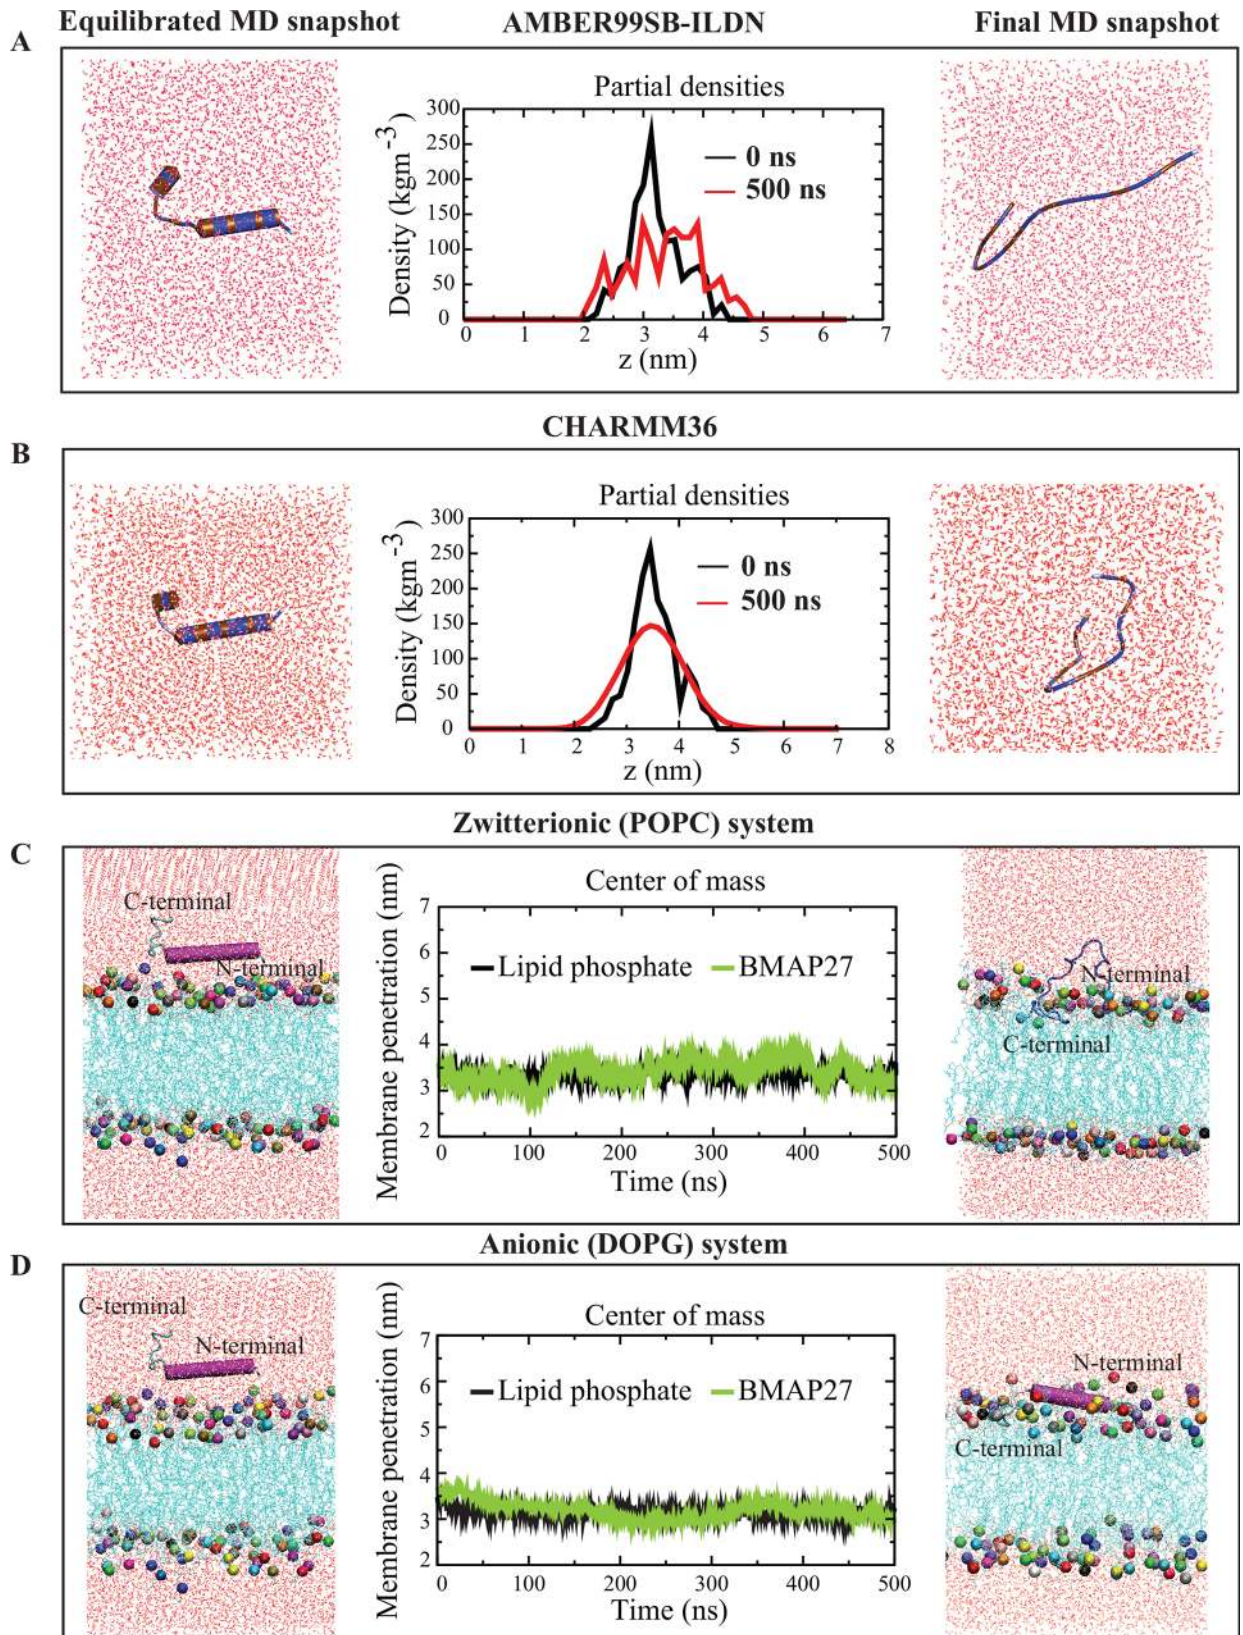 Equilibrated MD snapshot AMBER99SB-ILDN Final MD snapshot
A
Partial densities
Density (kgm-3)
300
250
200
150
100
50
0
0 ns
500 ns
0 1 2 3 4 5 6 7
z (nm)
CHARMM36
B
Partial densities
Density (kgm-3)
300
250
200
150
100
50
0
0 ns
500 ns
0 1 2 3 4 5 6 7 8
z (nm)
Zwitterionic (POPC) system
C
C-terminal
N-terminal
Center of mass
Membrane penetration (nm)
7
6
5
4
3
2
Lipid phosphate BMAP27
0 100 200 300 400 500
Time (ns)
N-terminal
C-terminal
Anionic (DOPG) system
D
C-terminal
N-terminal
Center of mass
Membrane penetration (nm)
7
6
5
4
3
2
Lipid phosphate BMAP27
0 100 200 300 400 500
Time (ns)
N-terminal
C-terminal